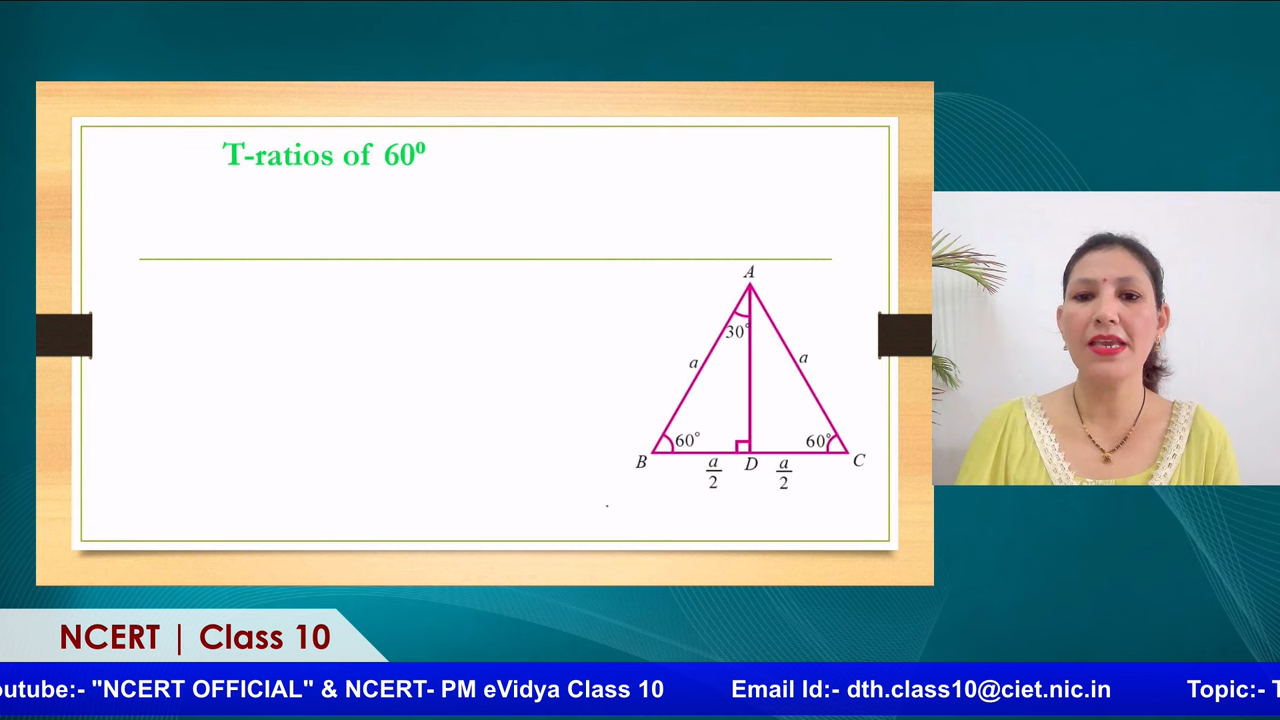 T-ratios of 60⁰
A
30°
a
a
60°
60°
B
a/2
D
a/2
C
NCERT | Class 10
outube:- "NCERT OFFICIAL" & NCERT- PM eVidya Class 10 Email Id:- dth.class10@ciet.nic.in Topic:- T